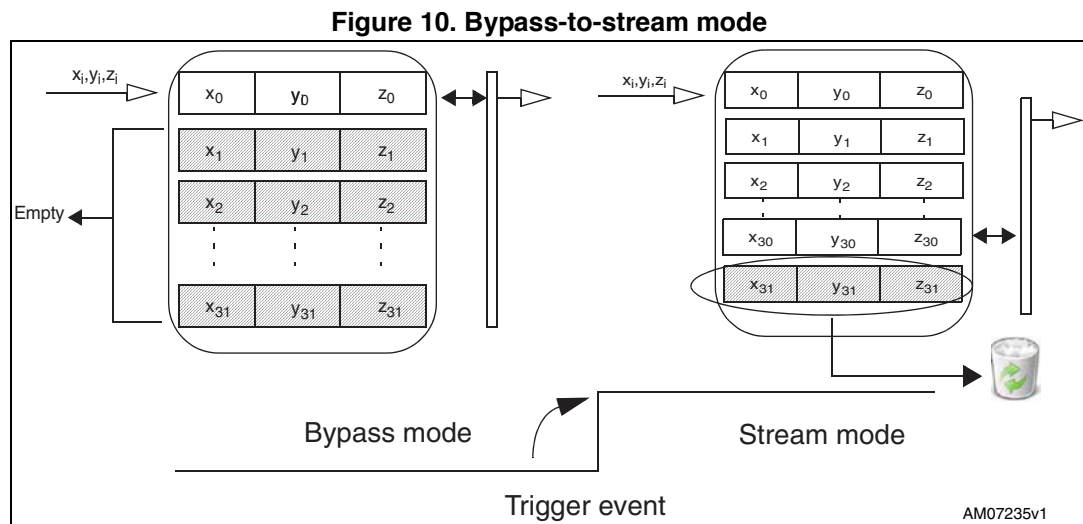 Figure 10. Bypass-to-stream mode
xi,yi,zi
x0 y0 z0
x1 y1 z1
x2 y2 z2
x31 y31 z31
Empty
xi,yi,zi
x0 y0 z0
x1 y1 z1
x2 y2 z2
x30 y30 z30
x31 y31 z31
Bypass mode
Stream mode
Trigger event
AM07235v1